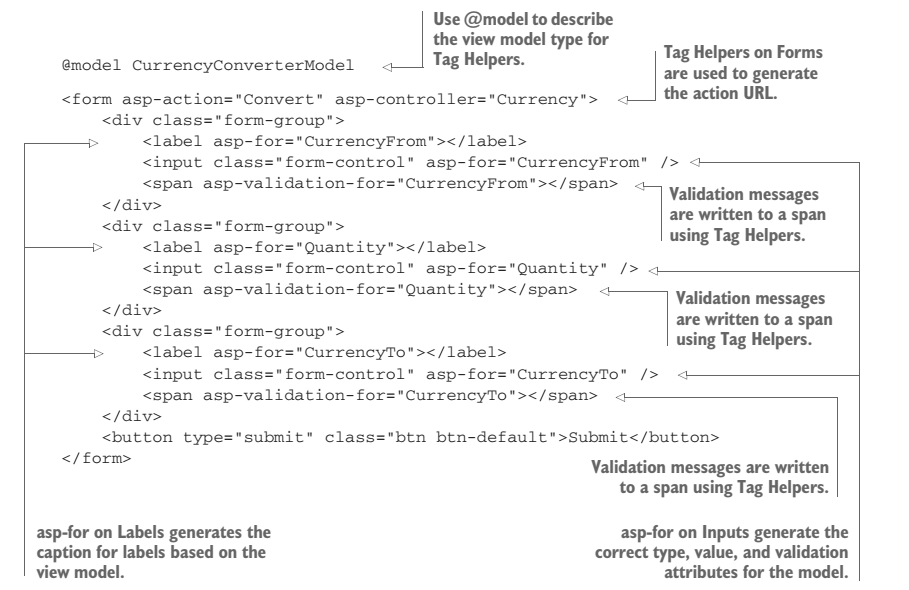 Use @model to describe
the view model type for
Tag Helpers.
@model CurrencyConverterModel
Tag Helpers on Forms
are used to generate
the action URL.
<form asp-action="Convert" asp-controller="Currency">
<div class="form-group">
<label asp-for="CurrencyFrom"></label>
<input class="form-control" asp-for="CurrencyFrom" />
<span asp-validation-for="CurrencyFrom"></span>
Validation messages
are written to a span
using Tag Helpers.
</div>
<div class="form-group">
<label asp-for="Quantity"></label>
<input class="form-control" asp-for="Quantity" />
<span asp-validation-for="Quantity"></span>
Validation messages
are written to a span
using Tag Helpers.
</div>
<div class="form-group">
<label asp-for="CurrencyTo"></label>
<input class="form-control" asp-for="CurrencyTo" />
<span asp-validation-for="CurrencyTo"></span>
</div>
<button type="submit" class="btn btn-default">Submit</button>
</form>
Validation messages are written
to a span using Tag Helpers.
asp-for on Labels generates the
caption for labels based on the
view model.
asp-for on Inputs generate the
correct type, value, and validation
attributes for the model.